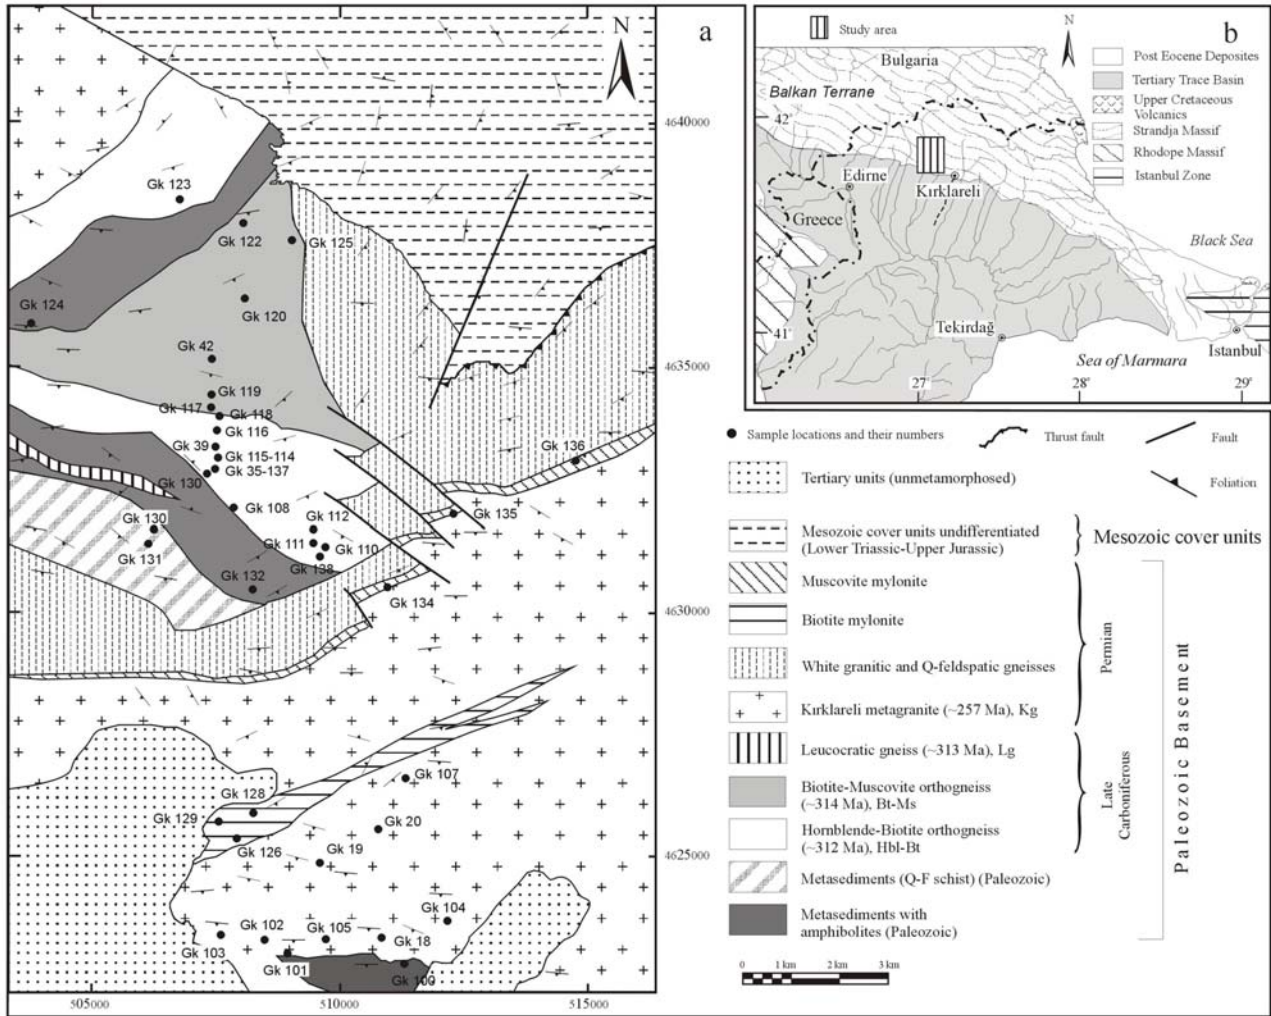 a
N
4640000
4635000
4630000
4625000
505000
510000
515000
Gk 123
Gk 122
Gk 125
Gk 124
Gk 120
Gk 42
Gk 119
Gk 117
Gk 118
Gk 116
Gk 39
Gk 115-114
Gk 35-137
Gk 130
Gk 108
Gk 136
Gk 135
Gk 130
Gk 131
Gk 112
Gk 111
Gk 110
Gk 138
Gk 132
Gk 134
Gk 107
Gk 128
Gk 129
Gk 20
Gk 126
Gk 19
Gk 104
Gk 102
Gk 105
Gk 18
Gk 103
Gk 101
Gk 100
Study area
N
b
Bulgaria
Balkan Terrane
42°
Edirne
Kırklareli
Greece
Black Sea
Tekirdağ
41°
Sea of Marmara
Istanbul
27°
28°
29°
Post Eocene Deposites
Tertiary Trace Basin
Upper Cretaceous
Volcanics
Strandja Massif
Rhodope Massif
Istanbul Zone
Sample locations and their numbers
Thrust fault
Fault
Foliation
Tertiary units (unmetamorphosed)
Mesozoic cover units undifferentiated
(Lower Triassic-Upper Jurassic)
Mesozoic cover units
Muscovite mylonite
Biotite mylonite
White granitic and Q-feldspatic gneisses
Kırklareli metagranite (~257 Ma), Kg
Permian
Leucocratic gneiss (~313 Ma), Lg
Biotite-Muscovite orthogneiss
(~314 Ma), Bt-Ms
Hornblende-Biotite orthogneiss
(~312 Ma), Hbl-Bt
Late
Carboniferous
Metasediments (Q-F schist) (Paleozoic)
Metasediments with
amphibolites (Paleozoic)
Paleozoic Basement
0 1 km 2 km 3 km